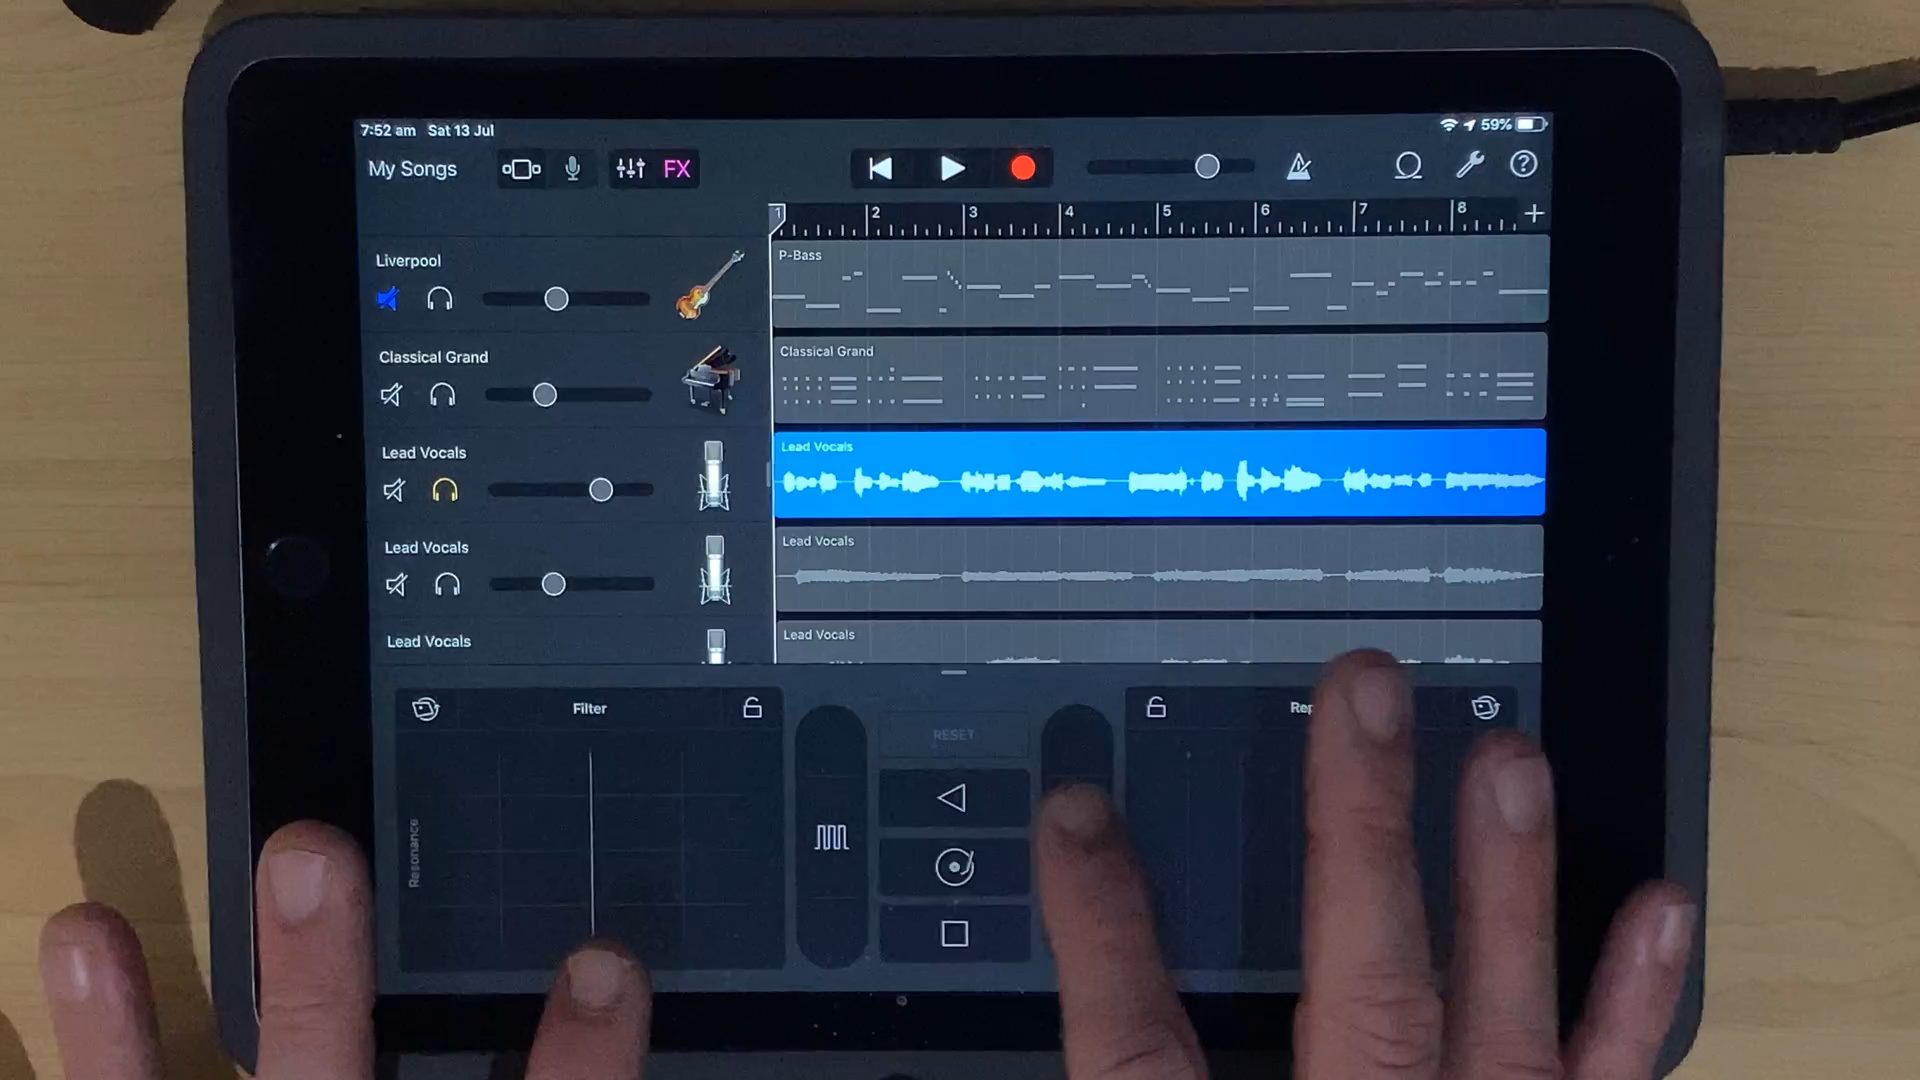 7:52 am Sat 13 Jul
59%
My Songs
FX
1 2 3 4 5 6 7 8
Liverpool
P-Bass
Classical Grand
Classical Grand
Lead Vocals
Lead Vocals
Lead Vocals
Lead Vocals
Lead Vocals
Lead Vocals
Filter
RESET
Resonance